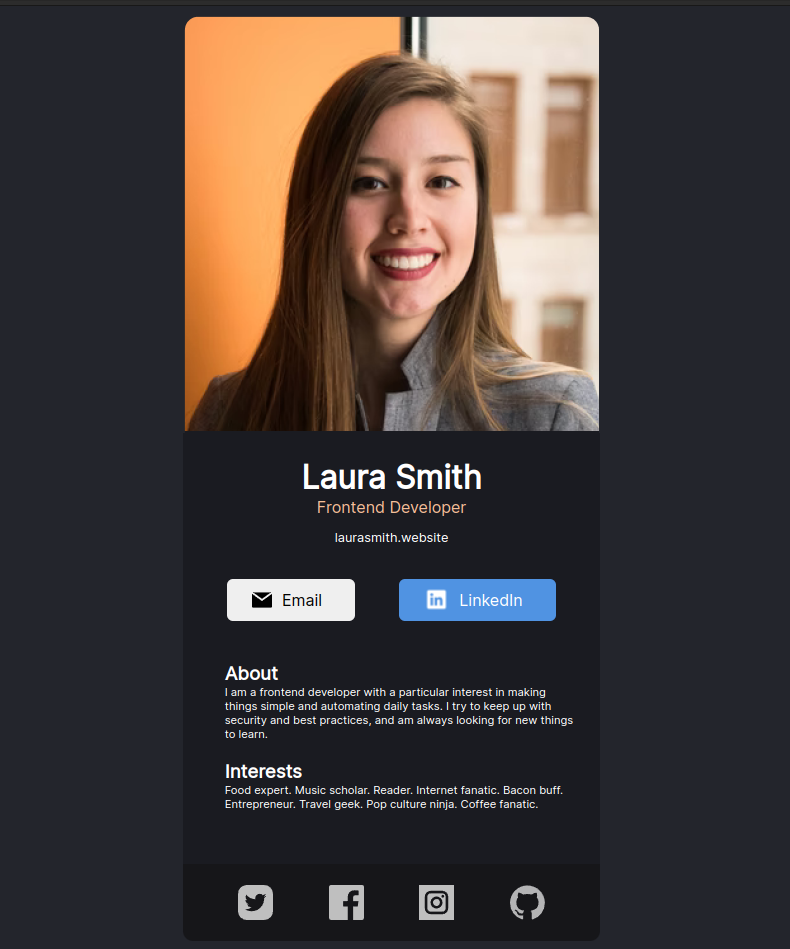 Laura Smith
Frontend Developer
laurasmith.website
Email
in LinkedIn
About
I am a frontend developer with a particular interest in making
things simple and automating daily tasks. I try to keep up with
security and best practices, and am always looking for new things
to learn.
Interests
Food expert. Music scholar. Reader. Internet fanatic. Bacon buff.
Entrepreneur. Travel geek. Pop culture ninja. Coffee fanatic.